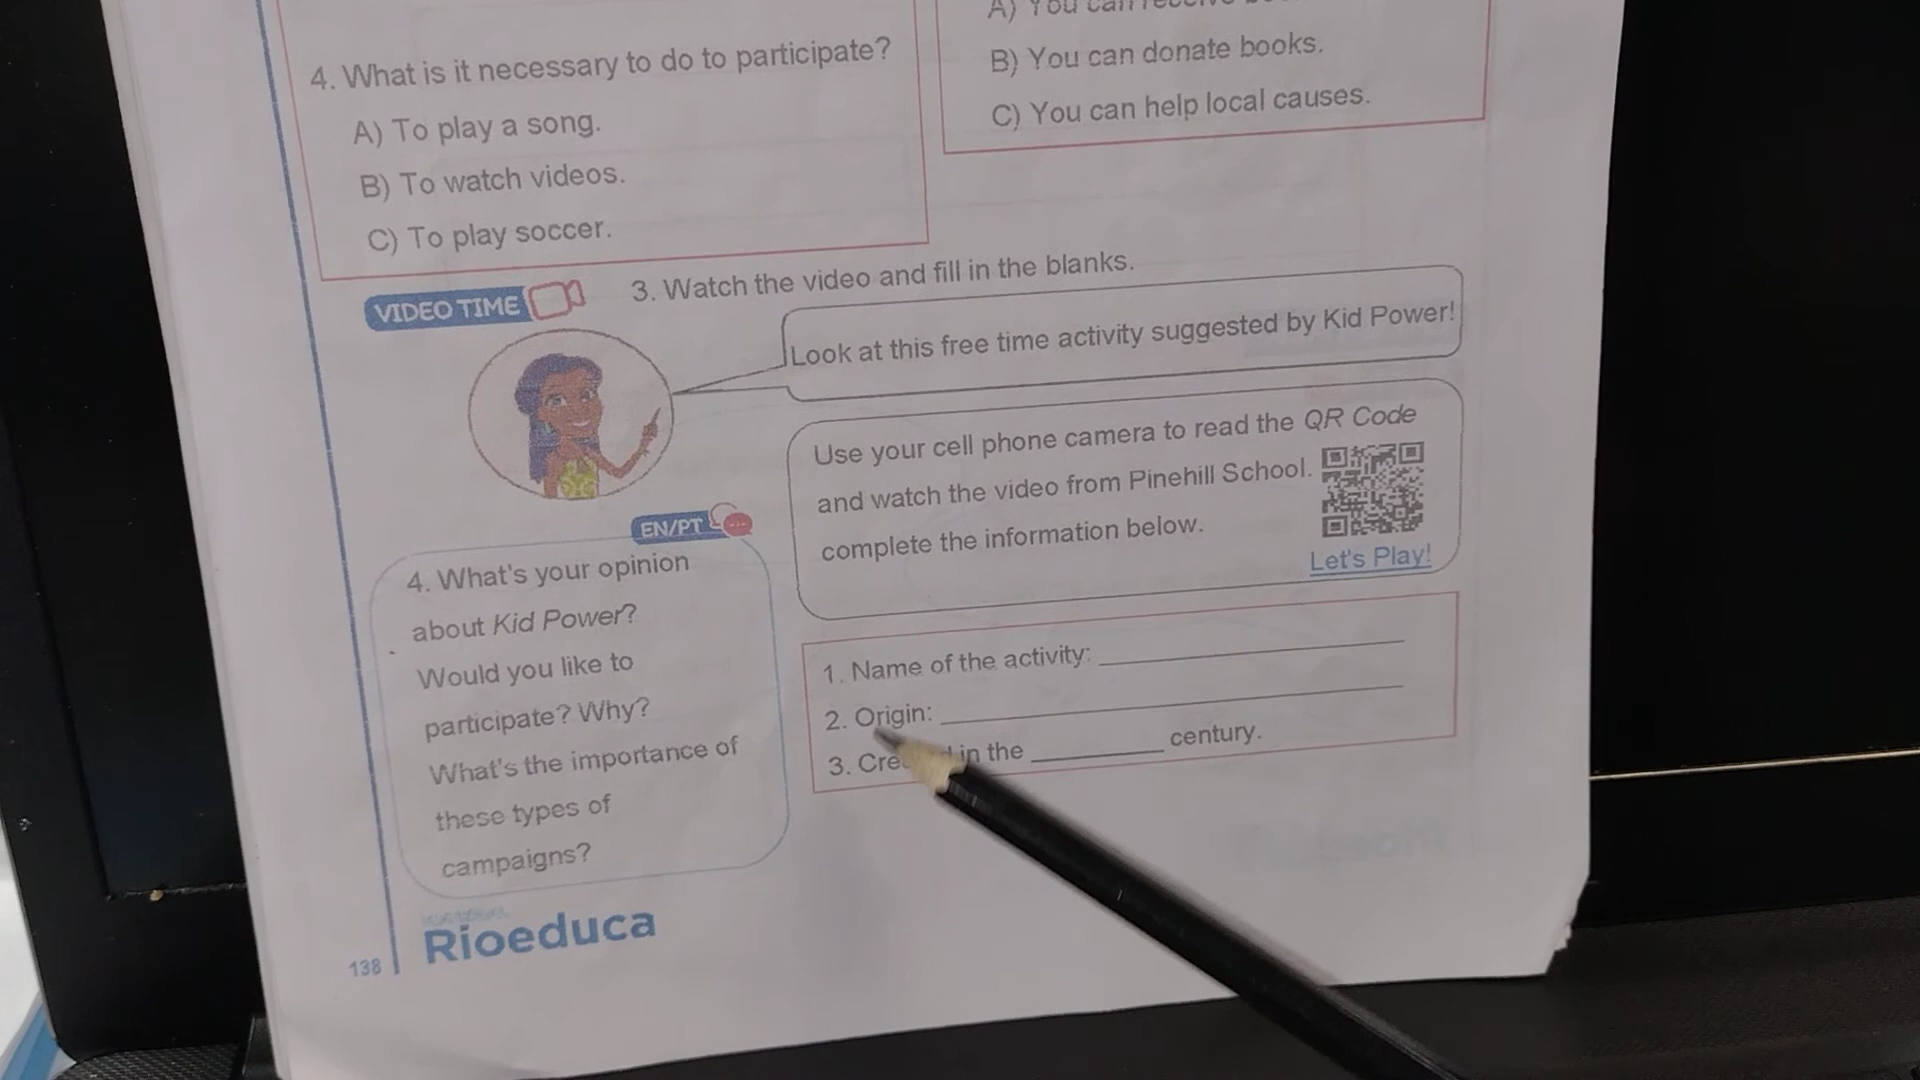 4. What is it necessary to do to participate?
A) To play a song.
B) To watch videos.
C) To play soccer.
A) You can
B) You can donate books.
C) You can help local causes.
VIDEO TIME
3. Watch the video and fill in the blanks.
Look at this free time activity suggested by Kid Power!
Use your cell phone camera to read the QR Code
and watch the video from Pinehill School.
complete the information below.
Let's Play!
EN/PT
4. What's your opinion
about Kid Power?
Would you like to
participate? Why?
What's the importance of
these types of
campaigns?
1. Name of the activity:
2. Origin:
3. in the century.
Rioeduca
138